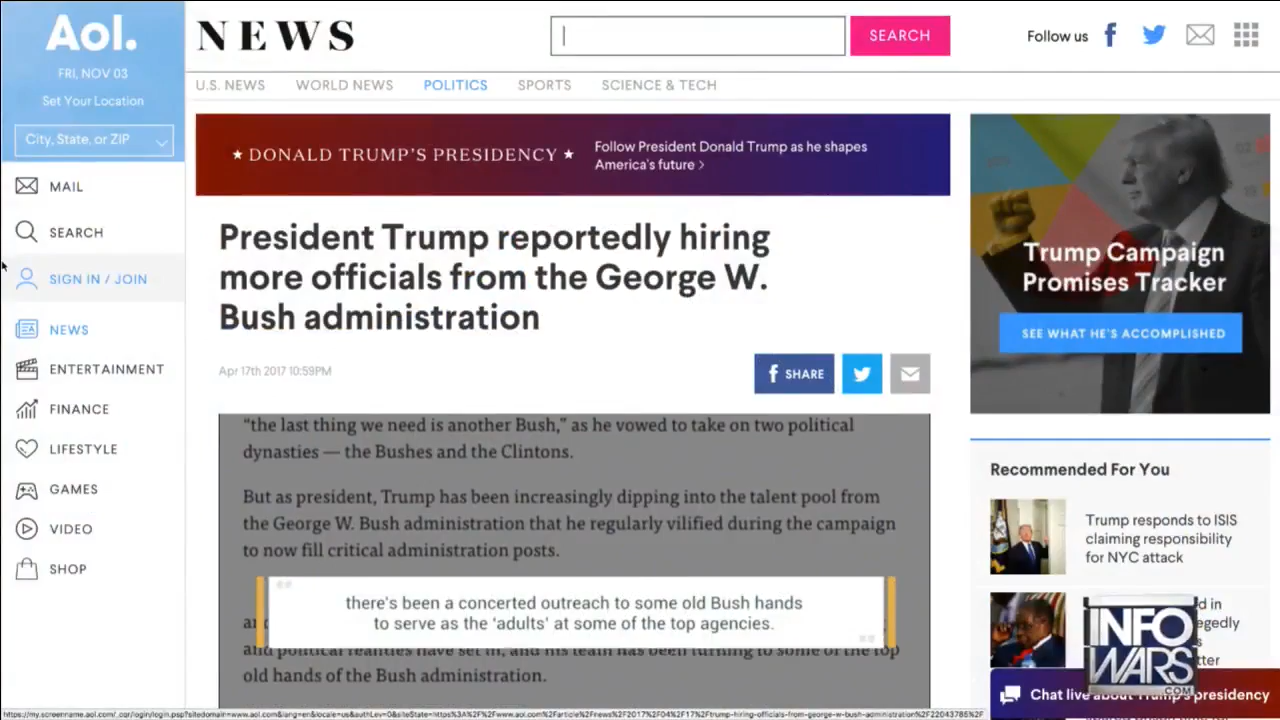 Aol.
FRI, NOV 03
Set Your Location
City, State, or ZIP
MAIL
SEARCH
SIGN IN / JOIN
NEWS
ENTERTAINMENT
FINANCE
LIFESTYLE
GAMES
VIDEO
SHOP
NEWS
SEARCH
Follow us
U.S. NEWS WORLD NEWS POLITICS SPORTS SCIENCE & TECH
★ DONALD TRUMP'S PRESIDENCY ★
Follow President Donald Trump as he shapes
America's future >
President Trump reportedly hiring
more officials from the George W.
Bush administration
Apr 17th 2017 10:59PM
SHARE
"the last thing we need is another Bush," as he vowed to take on two political
dynasties — the Bushes and the Clintons.
But as president, Trump has been increasingly dipping into the talent pool from
the George W. Bush administration that he regularly vilified during the campaign
to now fill critical administration posts.
there's been a concerted outreach to some old Bush hands
to serve as the 'adults' at some of the top agencies.
and political realities have set in, and his team has been turning to some of the top
old hands of the Bush administration.
Trump Campaign
Promises Tracker
SEE WHAT HE'S ACCOMPLISHED
Recommended For You
Trump responds to ISIS
claiming responsibility
for NYC attack
INFO
WARS
.COM
Chat live about Trump's presidency